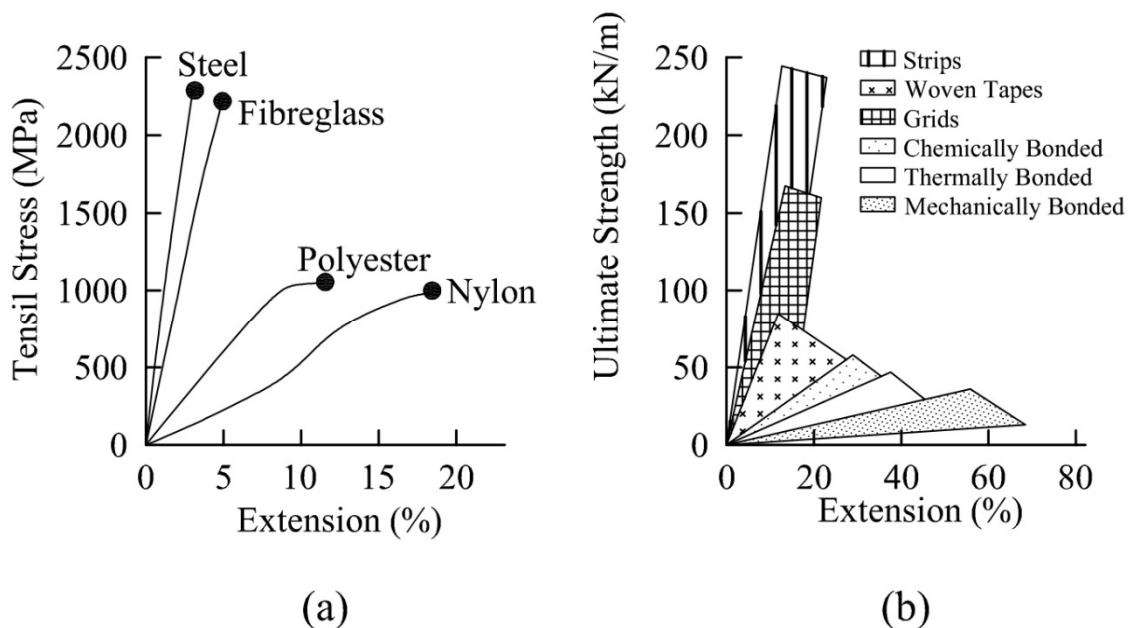 Tensil Stress (MPa)
2500
2000
1500
1000
500
0
Steel
Fibreglass
Polyester
Nylon
0 5 10 15 20
Extension (%)
(a)
Ultimate Strength (kN/m)
250
200
150
100
50
0
Strips
Woven Tapes
Grids
Chemically Bonded
Thermally Bonded
Mechanically Bonded
0 20 40 60 80
Extension (%)
(b)